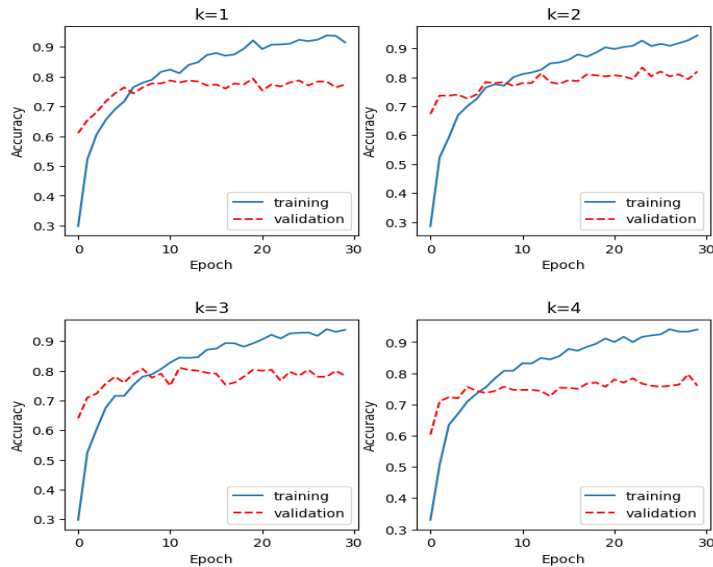 k=1
0.9
0.8
0.7
0.6
0.5
0.4
0.3
Accuracy
training
validation
0 10 20 30
Epoch
k=2
0.9
0.8
0.7
0.6
0.5
0.4
0.3
Accuracy
training
validation
0 10 20 30
Epoch
k=3
0.9
0.8
0.7
0.6
0.5
0.4
0.3
Accuracy
training
validation
0 10 20 30
Epoch
k=4
0.9
0.8
0.7
0.6
0.5
0.4
0.3
Accuracy
training
validation
0 10 20 30
Epoch